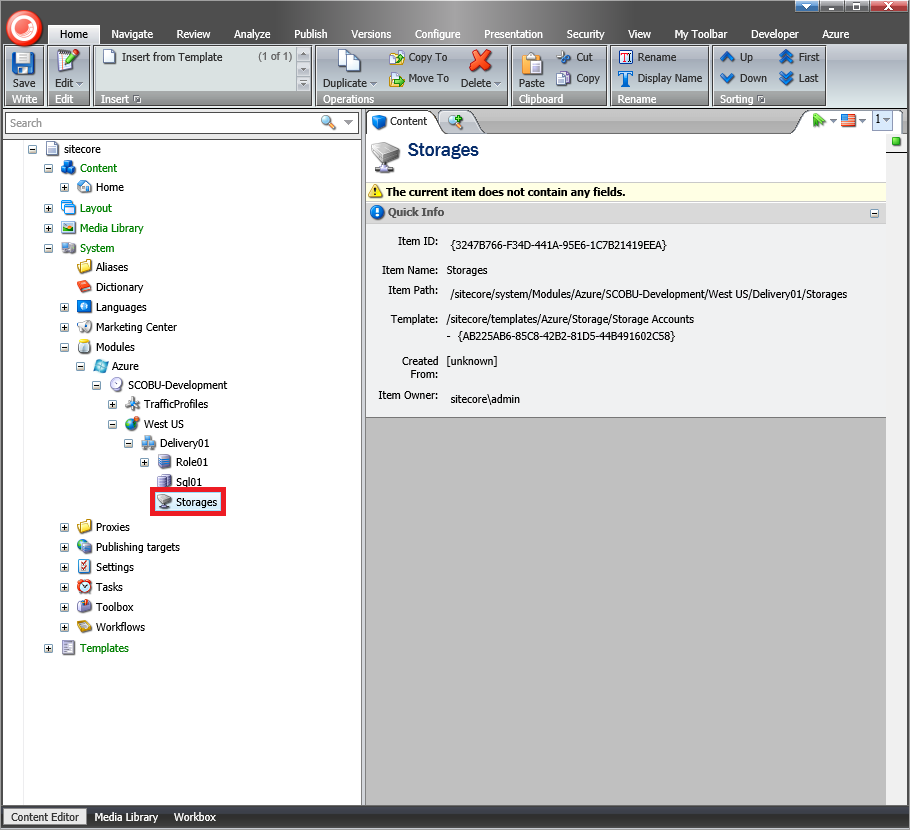 Home Navigate Review Analyze Publish Versions Configure Presentation Security View My Toolbar Developer Azure
Save
Write
Edit
Edit
Insert from Template (1 of 1)
Insert
Duplicate
Copy To
Move To
Delete
Operations
Paste
Cut
Copy
Clipboard
Rename
Display Name
Rename
Up
Down
First
Last
Sorting
Search
Content
1
sitecore
Content
Home
Layout
Media Library
System
Aliases
Dictionary
Languages
Marketing Center
Modules
Azure
SCOBU-Development
TrafficProfiles
West US
Delivery01
Role01
Sql01
Storages
Proxies
Publishing targets
Settings
Tasks
Toolbox
Workflows
Templates
Storages
The current item does not contain any fields.
Quick Info
Item ID: {3247B766-F34D-441A-95E6-1C7B21419EEA}
Item Name: Storages
Item Path: /sitecore/system/Modules/Azure/SCOBU-Development/West US/Delivery01/Storages
Template: /sitecore/templates/Azure/Storage/Storage Accounts
- {AB225AB6-85C8-42B2-81D5-44B491602C58}
Created [unknown]
From:
Item Owner: sitecore\admin
Content Editor Media Library Workbox